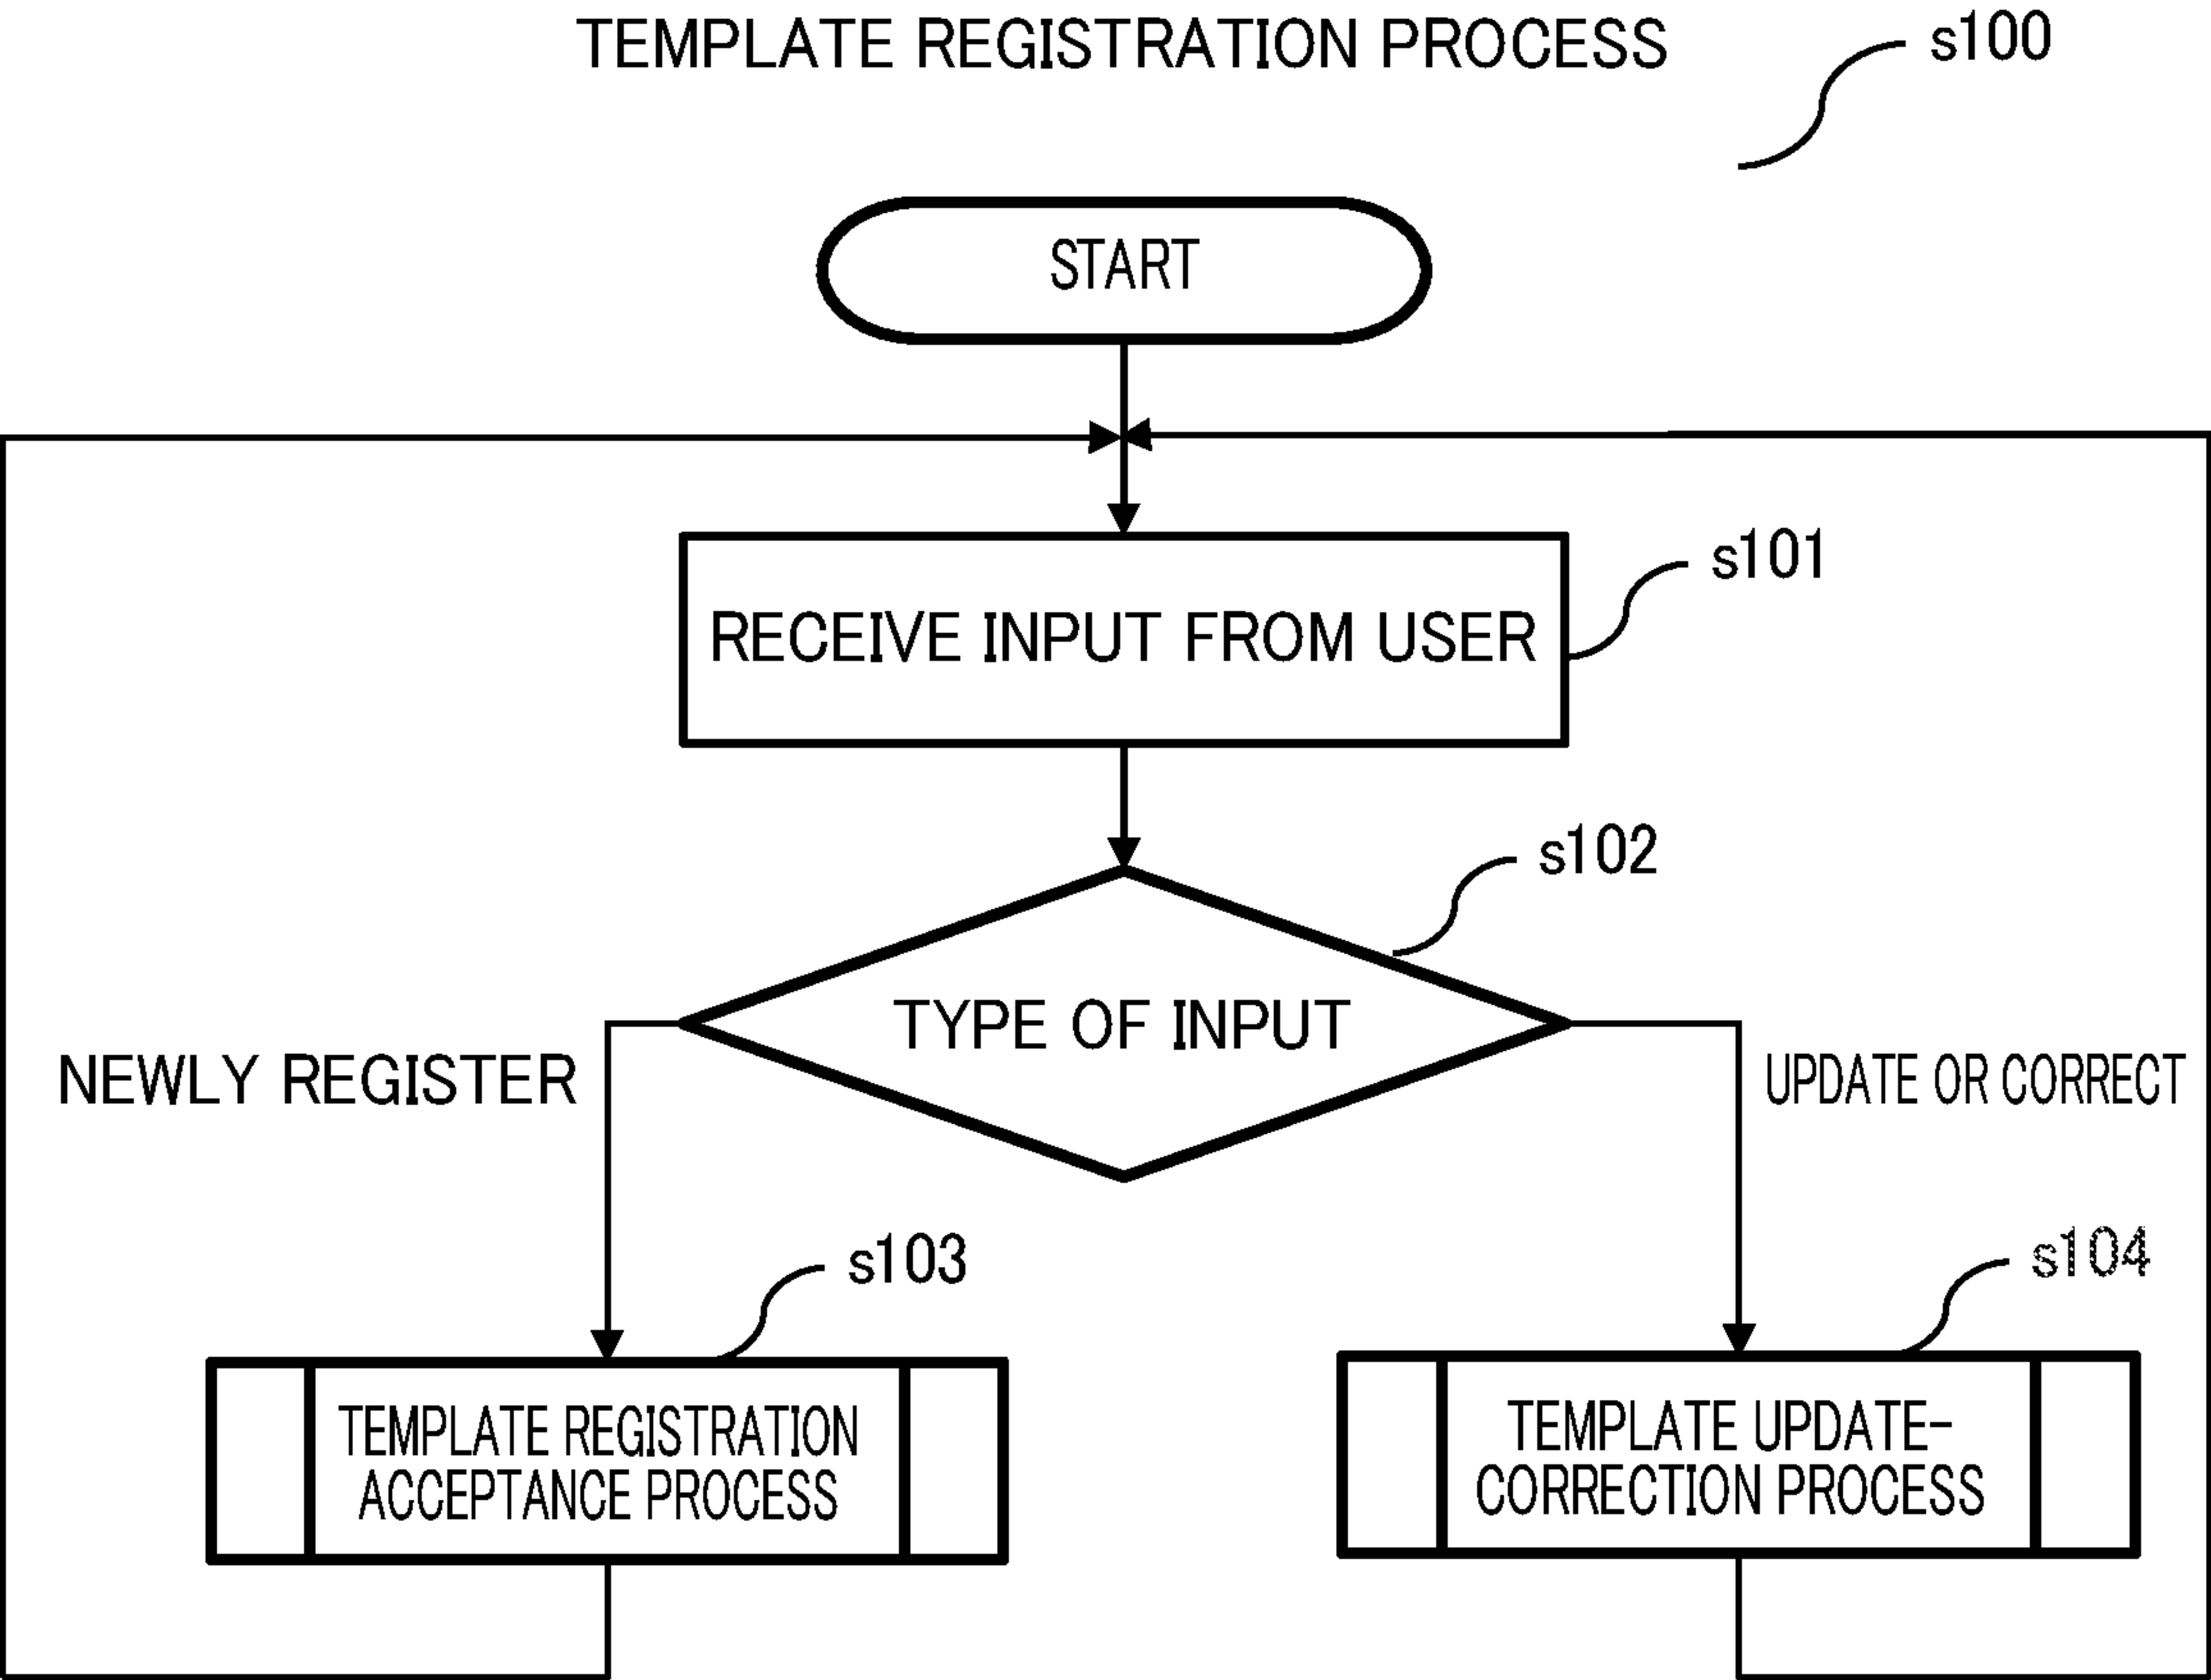 TEMPLATE REGISTRATION PROCESS
s100
START
s101
RECEIVE INPUT FROM USER
s102
TYPE OF INPUT
NEWLY REGISTER
UPDATE OR CORRECT
s103
s104
TEMPLATE REGISTRATION
ACCEPTANCE PROCESS
TEMPLATE UPDATE-
CORRECTION PROCESS